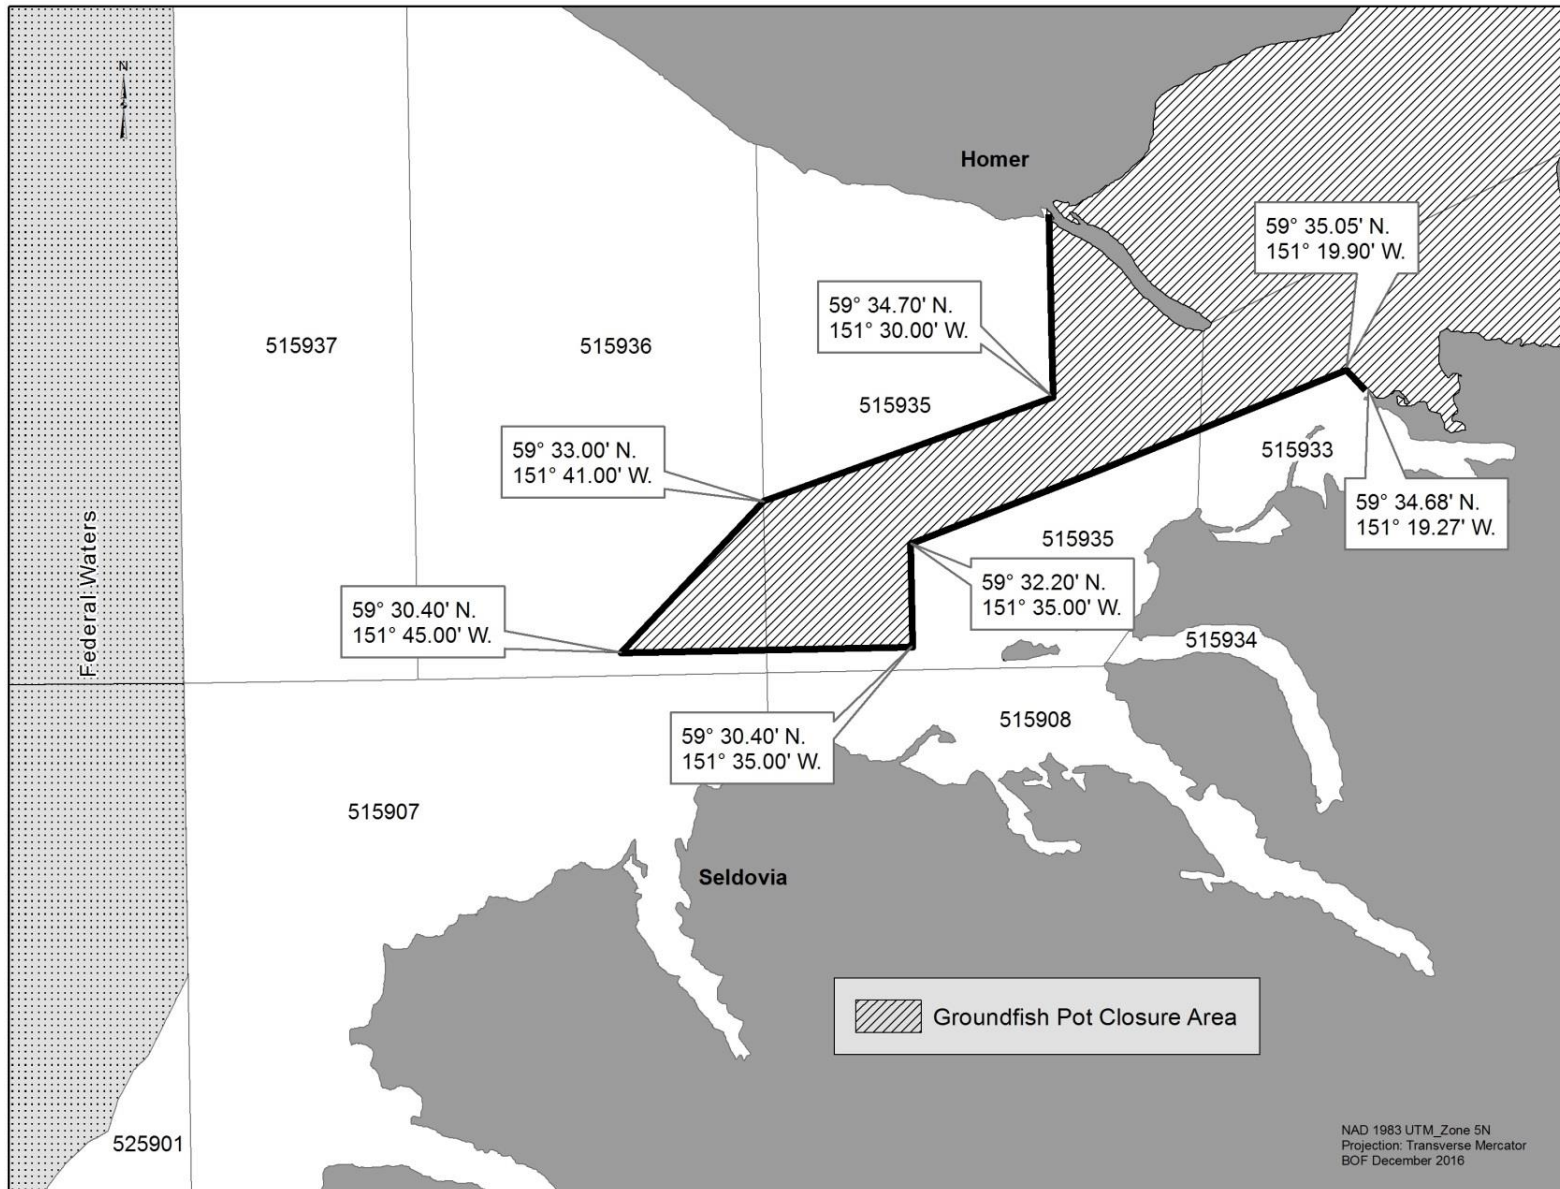 N
Homer
59° 35.05' N.
151° 19.90' W.
59° 34.70' N.
151° 30.00' W.
515937
515936
515935
59° 33.00' N.
151° 41.00' W.
515933
59° 34.68' N.
151° 19.27' W.
515935
Federal Waters
59° 32.20' N.
151° 35.00' W.
59° 30.40' N.
151° 45.00' W.
515934
515908
59° 30.40' N.
151° 35.00' W.
515907
Seldovia
Groundfish Pot Closure Area
525901
NAD 1983 UTM_Zone 5N
Projection: Transverse Mercator
BOF December 2016